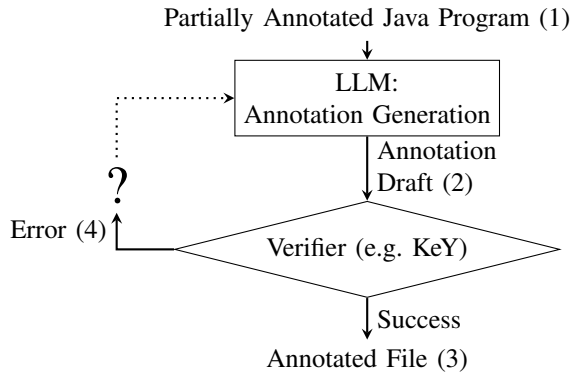 Partially Annotated Java Program (1)
LLM:
Annotation Generation
Annotation
Draft (2)
?
Error (4)
Verifier (e.g. KeY)
Success
Annotated File (3)